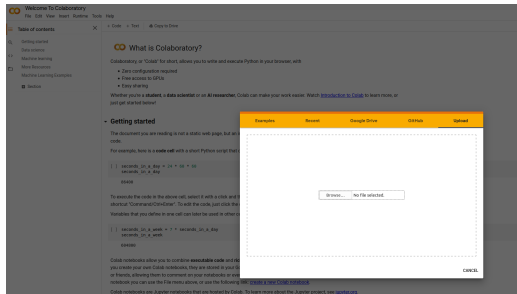 Welcome To Colaboratory
File Edit View Insert Runtime Tools Help
Table of contents
Getting started
Data science
Machine learning
More Resources
Machine Learning Examples
Section
+ Code + Text Copy to Drive
What is Colaboratory?
Colaboratory, or "Colab" for short, allows you to write and execute Python in your browser, with
Zero configuration required
Free access to GPUs
Easy sharing
Whether you're a student, a data scientist or an AI researcher, Colab can make your work easier. Watch Introduction to Colab to learn more, or
just get started below!
Getting started
The document you are reading is not a static web page, but an
code.
For example, here is a code cell with a short Python script that
[ ] seconds_in_a_day = 24 * 60 * 60
seconds_in_a_day
86400
To execute the code in the above cell, select it with a click and
shortcut "Command/Ctrl+Enter". To edit the code, just click the
Variables that you define in one cell can later be used in other
[ ] seconds_in_a_week = 7 * seconds_in_a_day
seconds_in_a_week
604800
Colab notebooks allow you to combine executable code and
you create your own Colab notebooks, they are stored in your
or friends, allowing them to comment on your notebooks or
notebook you can use the File menu above, or use the following link: create a new Colab notebook.
Colab notebooks are Jupyter notebooks that are hosted by Colab. To learn more about the Jupyter project, see jupyter.org.
Examples Recent Google Drive GitHub Upload
Browse... No file selected.
CANCEL